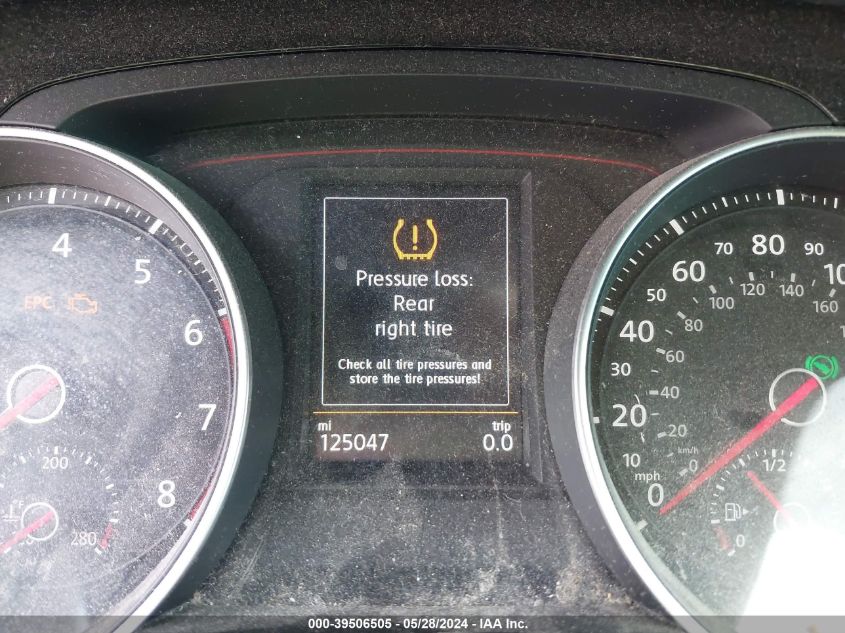 4
5
6
7
8
EPC
200
280
Pressure Loss:
Rear
right tire
Check all tire pressures and
store the tire pressures!
mi
trip
125047
0.0
0
10
20
30
40
50
60
70
80
90
mph
0
20
40
60
80
100
120
140
160
km/h
1/2
0
000-39506505 - 05/28/2024 - IAA Inc.